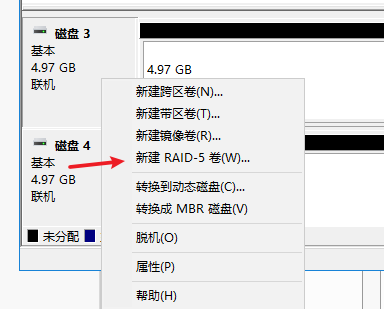 磁盘 3
基本
4.97 GB
联机
4.97 GB
新建跨区卷(N)...
新建带区卷(T)...
新建镜像卷(R)...
新建 RAID-5 卷(W)...
转换到动态磁盘(C)...
转换成 MBR 磁盘(V)
脱机(O)
属性(P)
帮助(H)
磁盘 4
基本
4.97 GB
联机
未分配